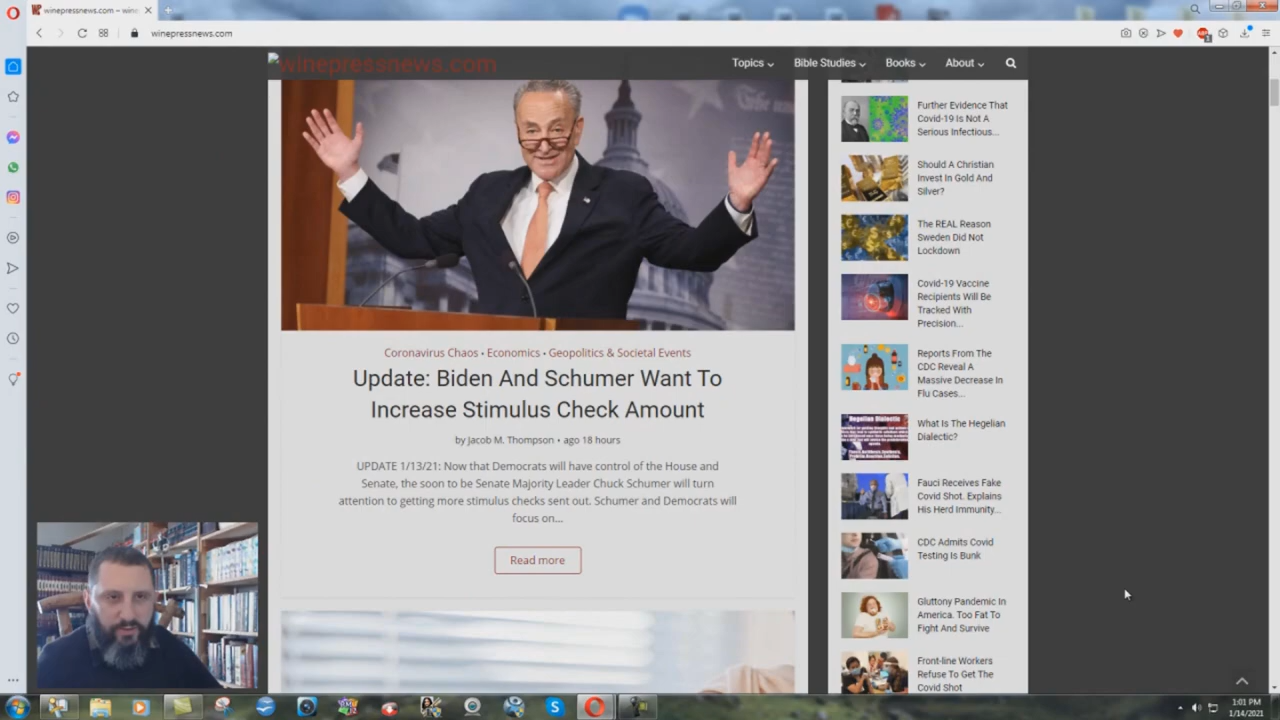 winepressnews.com – wine
winepressnews.com
winepressnews.com
Topics
Bible Studies
Books
About
Further Evidence That
Covid-19 Is Not A
Serious Infectious...
Should A Christian
Invest In Gold And
Silver?
The REAL Reason
Sweden Did Not
Lockdown
Covid-19 Vaccine
Recipients Will Be
Tracked With
Precision...
Reports From The
CDC Reveal A
Massive Decrease In
Flu Cases...
Hegelian Dialectic
What Is The Hegelian
Dialectic?
Fauci Receives Fake
Covid Shot. Explains
His Herd Immunity...
CDC Admits Covid
Testing Is Bunk
Gluttony Pandemic In
America. Too Fat To
Fight And Survive
Front-line Workers
Refuse To Get The
Covid Shot
Coronavirus Chaos • Economics • Geopolitics & Societal Events
Update: Biden And Schumer Want To
Increase Stimulus Check Amount
by Jacob M. Thompson • ago 18 hours
UPDATE 1/13/21: Now that Democrats will have control of the House and
Senate, the soon to be Senate Majority Leader Chuck Schumer will turn
attention to getting more stimulus checks sent out. Schumer and Democrats will
focus on...
Read more
1:01 PM
1/14/2021